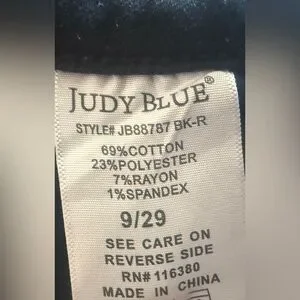 JUDY BLUE®
STYLE# JB88787 BK-R
69%COTTON
23%POLYESTER
7%RAYON
1%SPANDEX
9/29
SEE CARE ON
REVERSE SIDE
RN# 116380
MADE IN CHINA